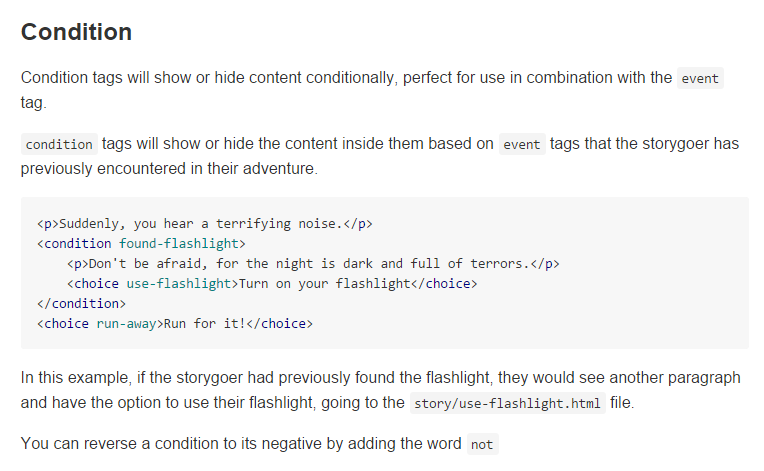 Condition
Condition tags will show or hide content conditionally, perfect for use in combination with the event
tag.
condition tags will show or hide the content inside them based on event tags that the storygoer has
previously encountered in their adventure.
<p>Suddenly, you hear a terrifying noise.</p>
<condition found-flashlight>
    <p>Don't be afraid, for the night is dark and full of terrors.</p>
    <choice use-flashlight>Turn on your flashlight</choice>
</condition>
<choice run-away>Run for it!</choice>
In this example, if the storygoer had previously found the flashlight, they would see another paragraph
and have the option to use their flashlight, going to the story/use-flashlight.html file.
You can reverse a condition to its negative by adding the word not